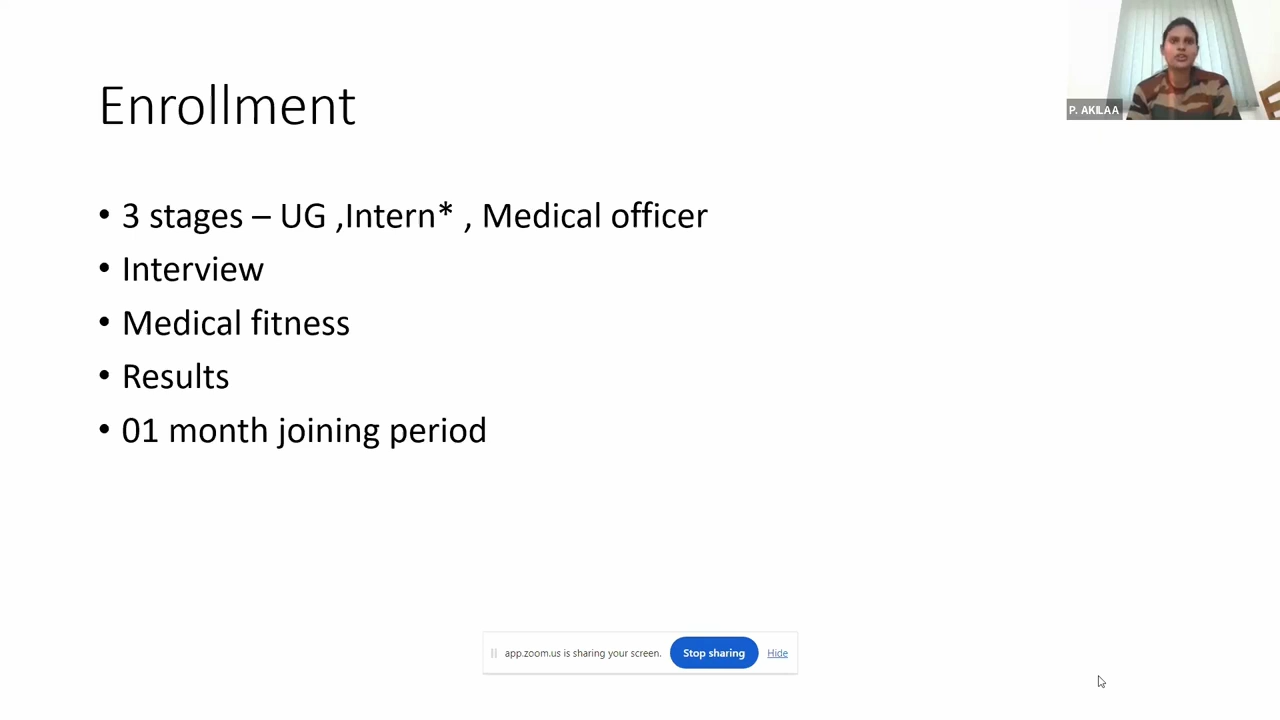 Enrollment
• 3 stages – UG ,Intern* , Medical officer
• Interview
• Medical fitness
• Results
• 01 month joining period
P. AKILAA
app.zoom.us is sharing your screen. Stop sharing Hide